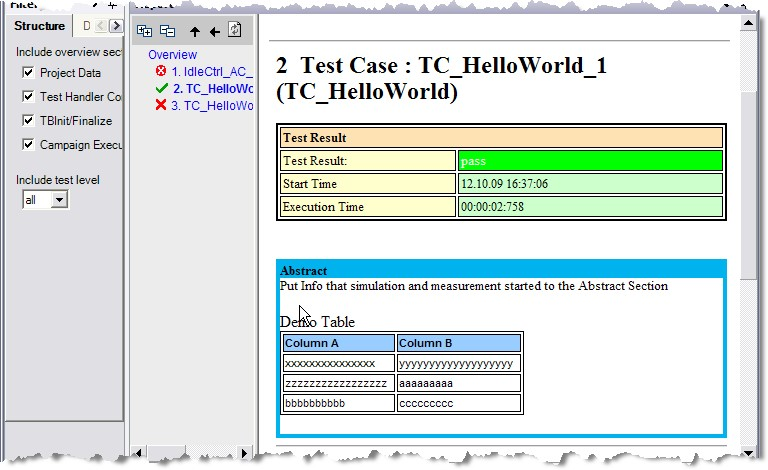 Structure
D
Include overview sec
Project Data
Test Handler Co
TBInit/Finalize
Campaign Execu
Include test level
all
Overview
1. IdleCtrl_AC_
2. TC_HelloWo
3. TC_HelloWo
2 Test Case : TC_HelloWorld_1
(TC_HelloWorld)
Test Result
Test Result: pass
Start Time 12.10.09 16:37:06
Execution Time 00:00:02:758
Abstract
Put Info that simulation and measurement started to the Abstract Section
Demo Table
Column A Column B
xxxxxxxxxxxxxxx yyyyyyyyyyyyyyyyyyy
zzzzzzzzzzzzzzzzz aaaaaaaaa
bbbbbbbbbb ccccccccc